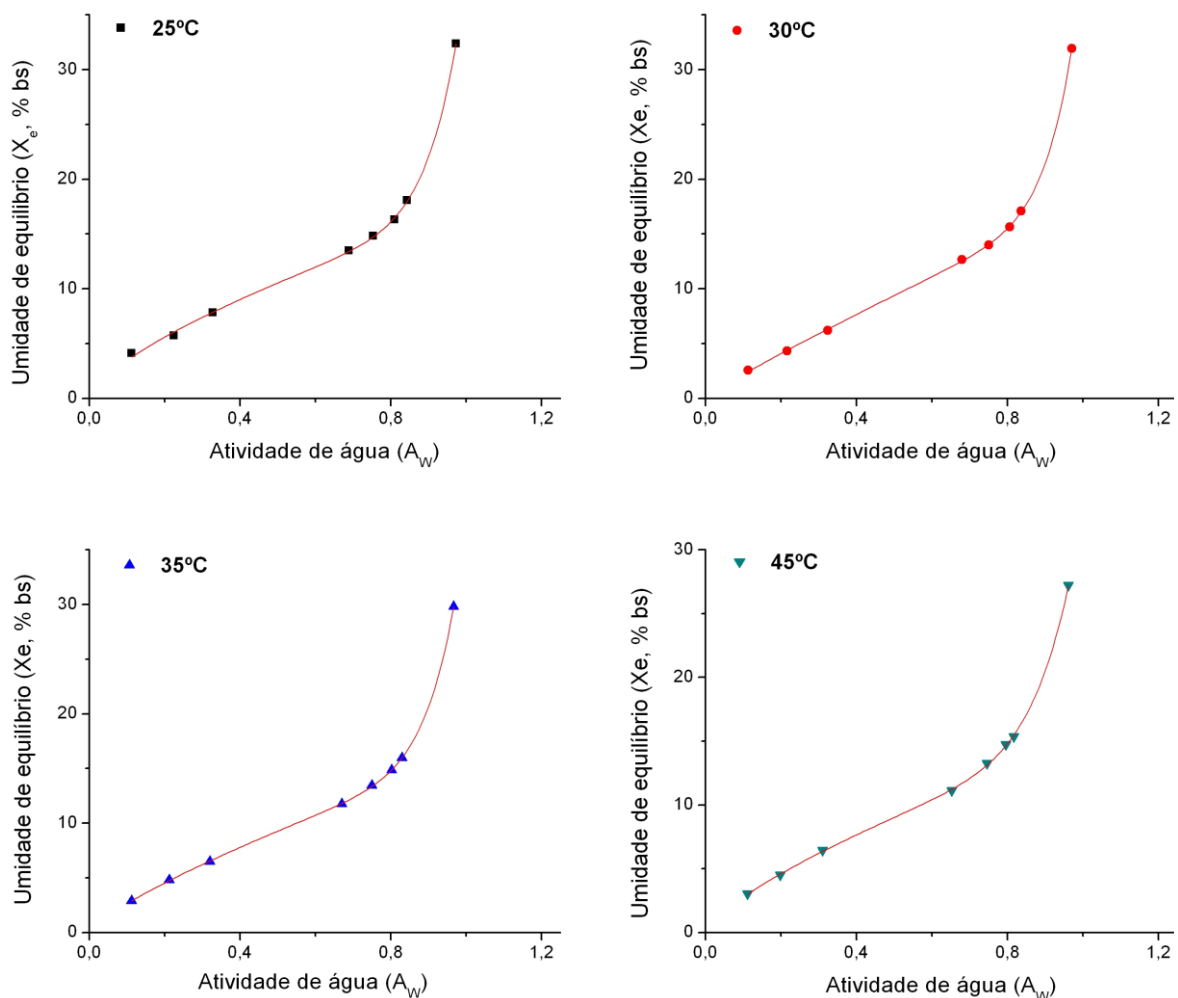 25ºC
Umidade de equilíbrio (Xe, % bs)
30
20
10
0
0,0 0,4 0,8 1,2
Atividade de água (AW)
30ºC
Umidade de equilíbrio (Xe, % bs)
30
20
10
0
0,0 0,4 0,8 1,2
Atividade de água (AW)
35ºC
Umidade de equilíbrio (Xe, % bs)
30
20
10
0
0,0 0,4 0,8 1,2
Atividade de água (AW)
45ºC
Umidade de equilíbrio (Xe, % bs)
30
20
10
0
0,0 0,4 0,8 1,2
Atividade de água (AW)